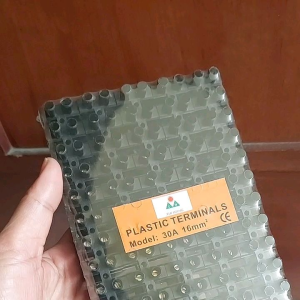 PLASTIC TERMINALS
Model: 30A 16mm² CE